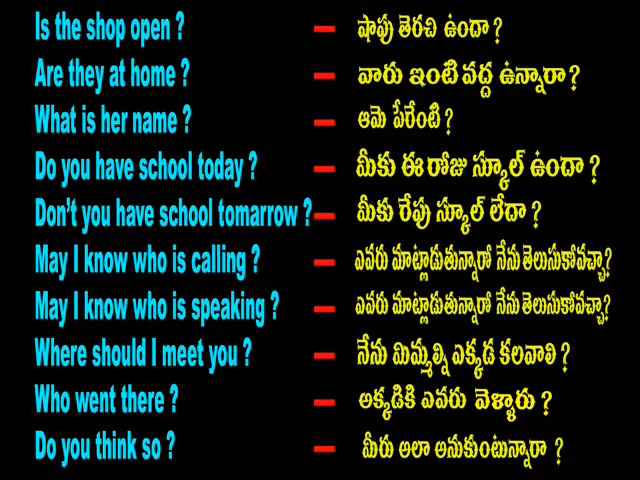 Is the shop open ? – షాపు తెరచి ఉందా ?
Are they at home ? – వారు ఇంటి వద్ద ఉన్నారా ?
What is her name ? – ఆమె పేరేంటి ?
Do you have school today ? – మీకు ఈ రోజు స్కూల్ ఉందా ?
Don't you have school tomarrow ? – మీకు రేపు స్కూల్ లేదా ?
May I know who is calling ? – ఎవరు మాట్లాడుతున్నారో నేను తెలుసుకోవచ్చా?
May I know who is speaking ? – ఎవరు మాట్లాడుతున్నారో నేను తెలుసుకోవచ్చా?
Where should I meet you ? – నేను మిమ్మల్ని ఎక్కడ కలవాలి ?
Who went there ? – అక్కడికి ఎవరు వెళ్ళారు ?
Do you think so ? – మీరు అలా అనుకుంటున్నారా ?